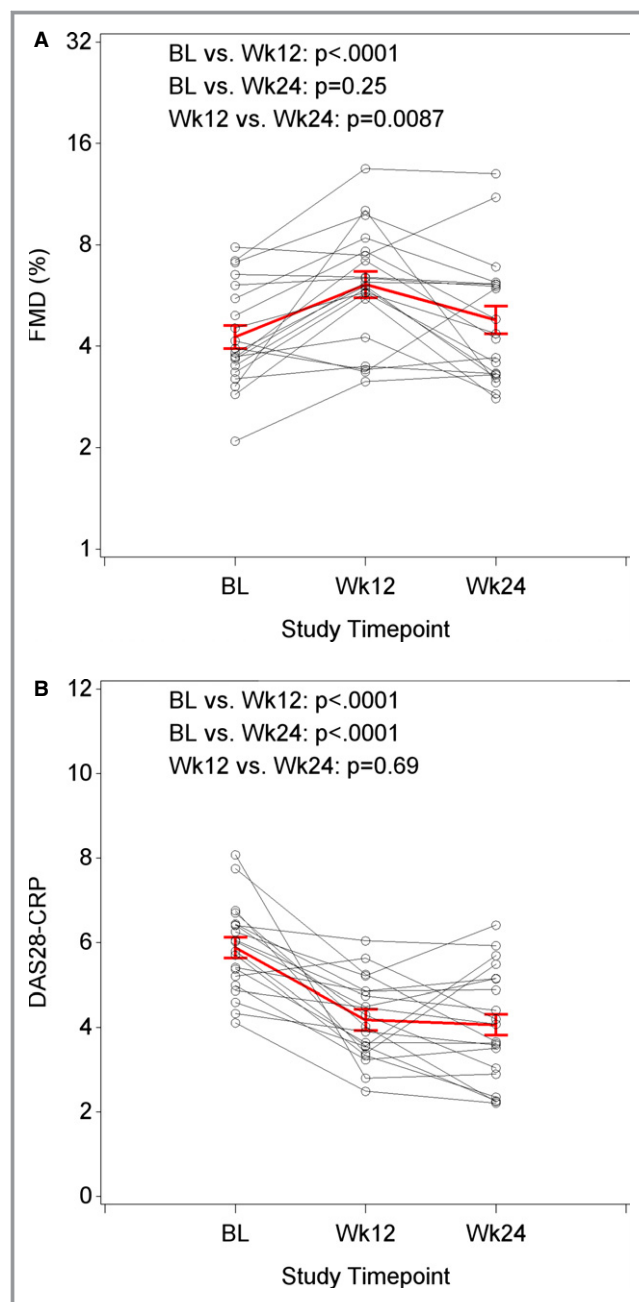 A
BL vs. Wk12: p<.0001
BL vs. Wk24: p=0.25
Wk12 vs. Wk24: p=0.0087
32
16
8
4
2
1
FMD (%)
BL Wk12 Wk24
Study Timepoint
B
BL vs. Wk12: p<.0001
BL vs. Wk24: p<.0001
Wk12 vs. Wk24: p=0.69
12
10
8
6
4
2
0
DAS28-CRP
BL Wk12 Wk24
Study Timepoint